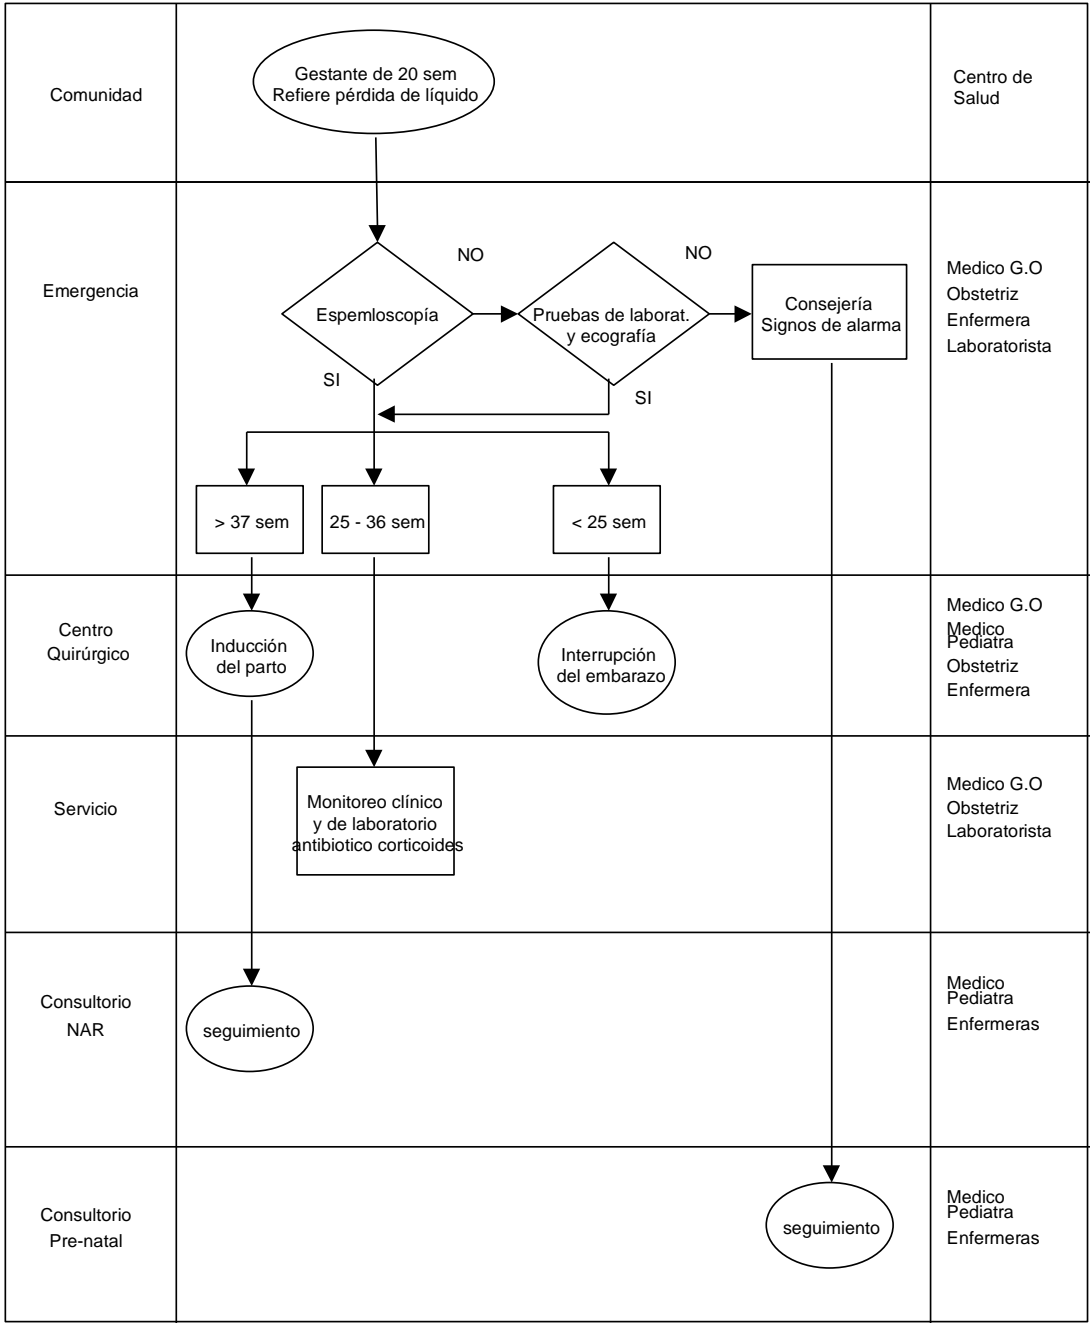 Comunidad
Gestante de 20 sem
Refiere pérdida de líquido
Centro de
Salud
Emergencia
Espemloscopía
NO
Pruebas de laborat.
y ecografía
NO
Consejería
Signos de alarma
SI
SI
> 37 sem
25 - 36 sem
< 25 sem
Medico G.O
Obstetriz
Enfermera
Laboratorista
Centro
Quirúrgico
Inducción
del parto
Interrupción
del embarazo
Medico G.O
Medico
Pediatra
Obstetriz
Enfermera
Servicio
Monitoreo clínico
y de laboratorio
antibiotico corticoides
Medico G.O
Obstetriz
Laboratorista
Consultorio
NAR
seguimiento
Medico
Pediatra
Enfermeras
Consultorio
Pre-natal
seguimiento
Medico
Pediatra
Enfermeras